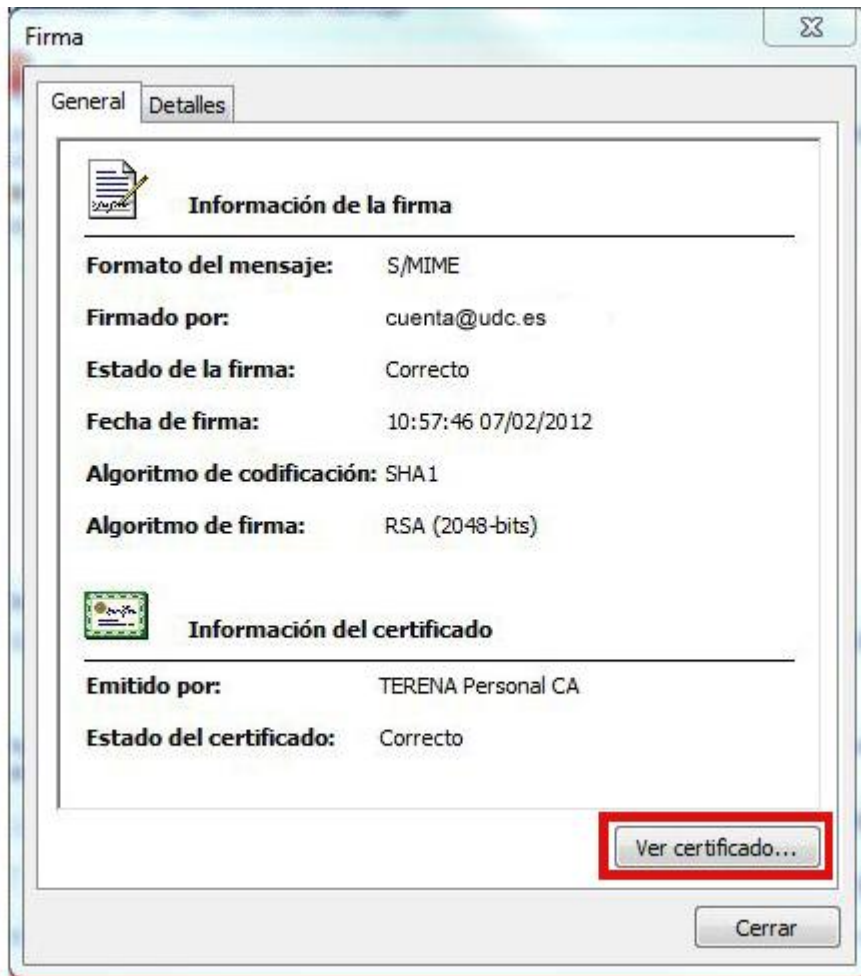 Firma
General Detalles
Información de la firma
Formato del mensaje: S/MIME
Firmado por: cuenta@udc.es
Estado de la firma: Correcto
Fecha de firma: 10:57:46 07/02/2012
Algoritmo de codificación: SHA1
Algoritmo de firma: RSA (2048-bits)
Información del certificado
Emitido por: TERENA Personal CA
Estado del certificado: Correcto
Ver certificado...
Cerrar